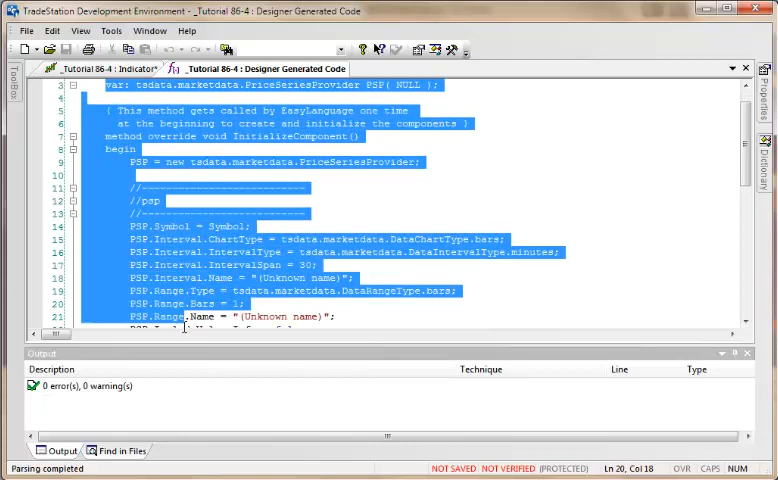 TradeStation Development Environment - _Tutorial 86-4 : Designer Generated Code
File Edit View Tools Window Help
_Tutorial 86-4 : Indicator* _Tutorial 86-4 : Designer Generated Code
ToolBox
Properties
Dictionary
3 var: tsdata.marketdata.PriceSeriesProvider PSP( NULL );
4
5 { This method gets called by EasyLanguage one time
6 at the beginning to create and initialize the components }
7 method override void InitializeComponent()
8 begin
9 PSP = new tsdata.marketdata.PriceSeriesProvider;
10
11 //---------------------------
12 //psp
13 //---------------------------
14 PSP.Symbol = Symbol;
15 PSP.Interval.ChartType = tsdata.marketdata.DataChartType.bars;
16 PSP.Interval.IntervalType = tsdata.marketdata.DataIntervalType.minutes;
17 PSP.Interval.IntervalSpan = 30;
18 PSP.Interval.Name = "(Unknown name)";
19 PSP.Range.Type = tsdata.marketdata.DataRangeType.bars;
20 PSP.Range.Bars = 1;
21 PSP.Range.Name = "(Unknown name)";
Output
Description Technique Line Type
0 error(s), 0 warning(s)
Output Find in Files
Parsing completed NOT SAVED NOT VERIFIED (PROTECTED) Ln 20, Col 18 OVR CAPS NUM